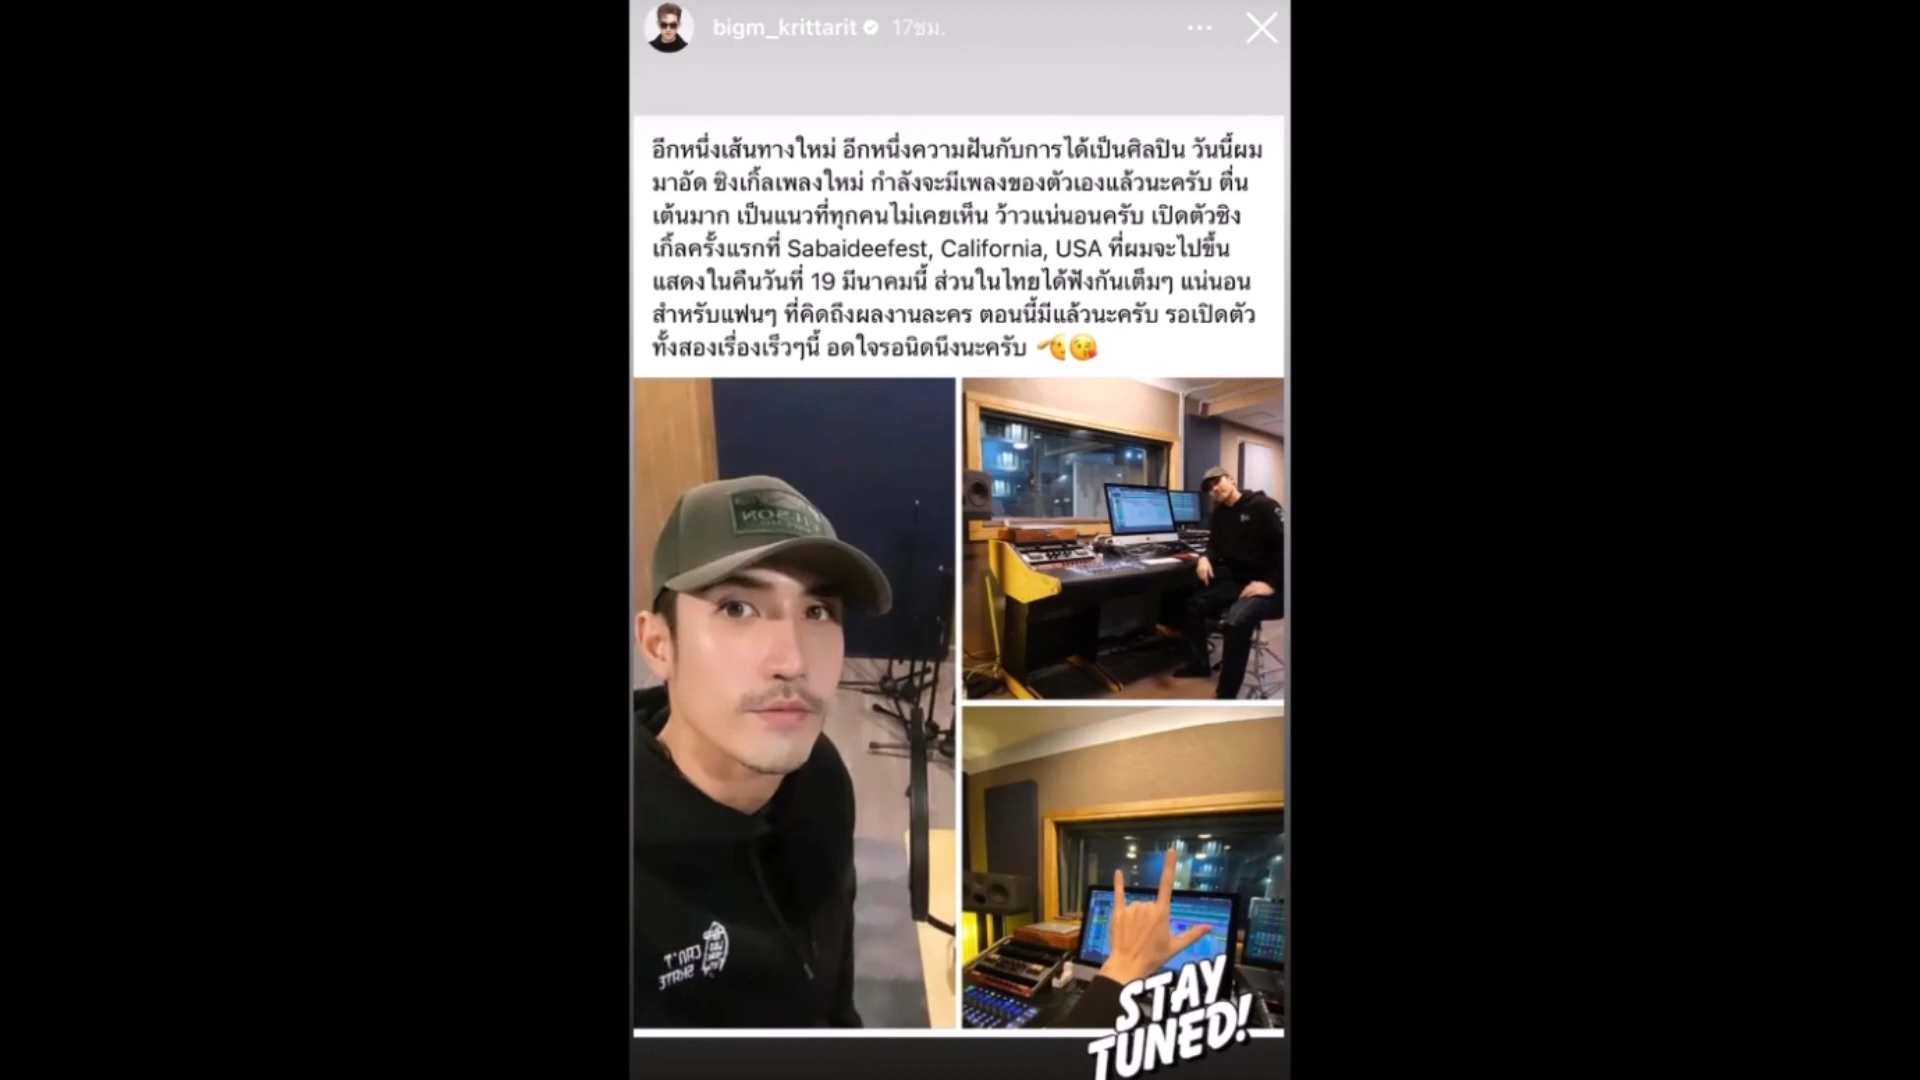 bigm_krittarit 17ชม.
อีกหนึ่งเส้นทางใหม่ อีกหนึ่งความฝันกับการได้เป็นศิลปิน วันนี้ผม
มาอัด ซิงเกิ้ลเพลงใหม่ กำลังจะมีเพลงของตัวเองแล้วนะครับ ตื่น
เต้นมาก เป็นแนวที่ทุกคนไม่เคยเห็น ว้าวแน่นอนครับ เปิดตัวซิง
เกิ้ลครั้งแรกที่ Sabaideefest, California, USA ที่ผมจะไปขึ้น
แสดงในคืนวันที่ 19 มีนาคมนี้ ส่วนในไทยได้ฟังกันเต็มๆ แน่นอน
สำหรับแฟนๆ ที่คิดถึงผลงานละคร ตอนนี้มีแล้วนะครับ รอเปิดตัว
ทั้งสองเรื่องเร็วๆนี้ อดใจรอนิดนึงนะครับ 🫡😘
CAN'T
SKATE
STAY
TUNED!